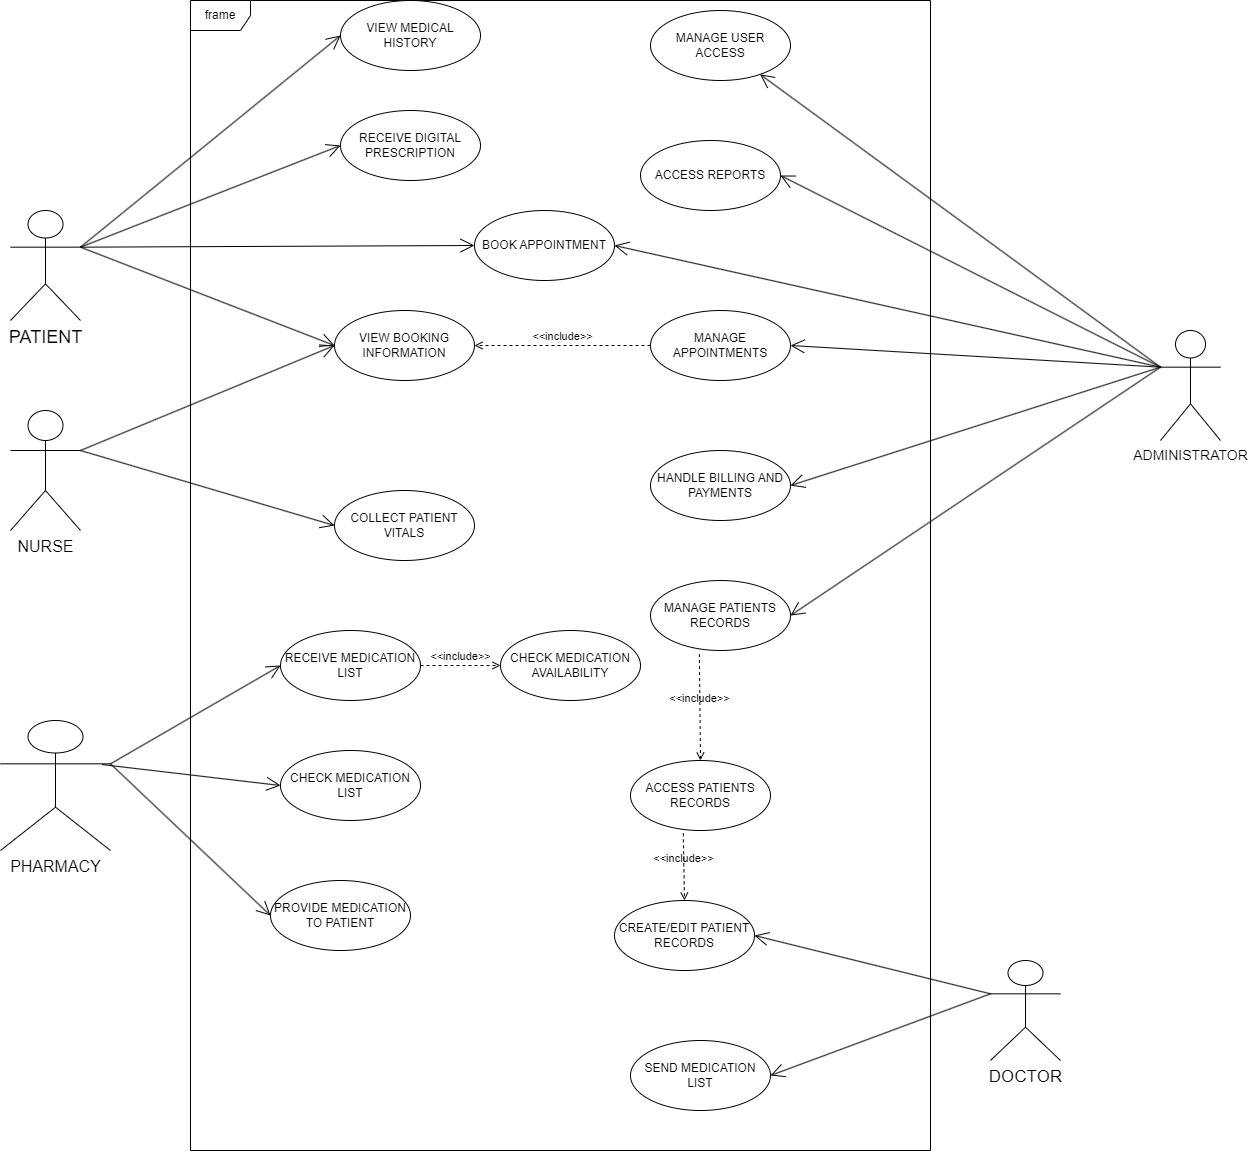 frame
VIEW MEDICAL
HISTORY
MANAGE USER
ACCESS
RECEIVE DIGITAL
PRESCRIPTION
ACCESS REPORTS
BOOK APPOINTMENT
PATIENT
VIEW BOOKING
INFORMATION
<<include>>
MANAGE
APPOINTMENTS
ADMINISTRATOR
HANDLE BILLING AND
PAYMENTS
COLLECT PATIENT
VITALS
NURSE
MANAGE PATIENTS
RECORDS
RECEIVE MEDICATION
LIST
<<include>>
CHECK MEDICATION
AVAILABILITY
<<include>>
CHECK MEDICATION
LIST
ACCESS PATIENTS
RECORDS
PHARMACY
<<include>>
PROVIDE MEDICATION
TO PATIENT
CREATE/EDIT PATIENT
RECORDS
SEND MEDICATION
LIST
DOCTOR